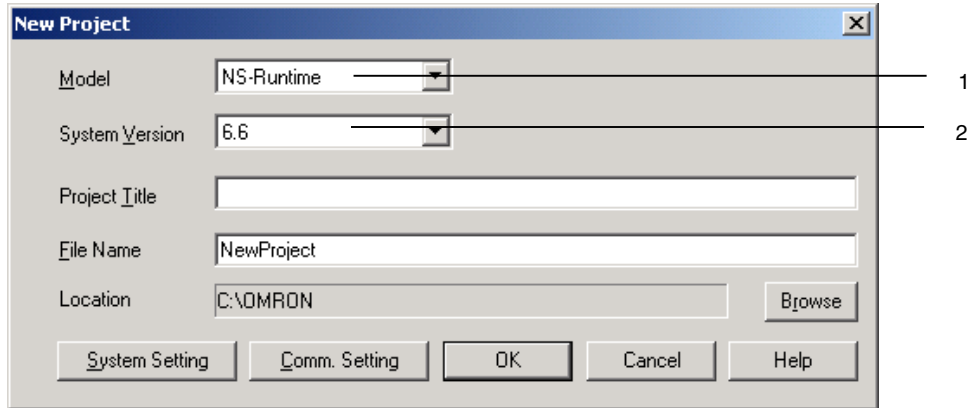 New Project
Model NS-Runtime 1
System Version 6.6 2
Project Title
File Name NewProject
Location C:\OMRON Browse
System Setting Comm. Setting OK Cancel Help